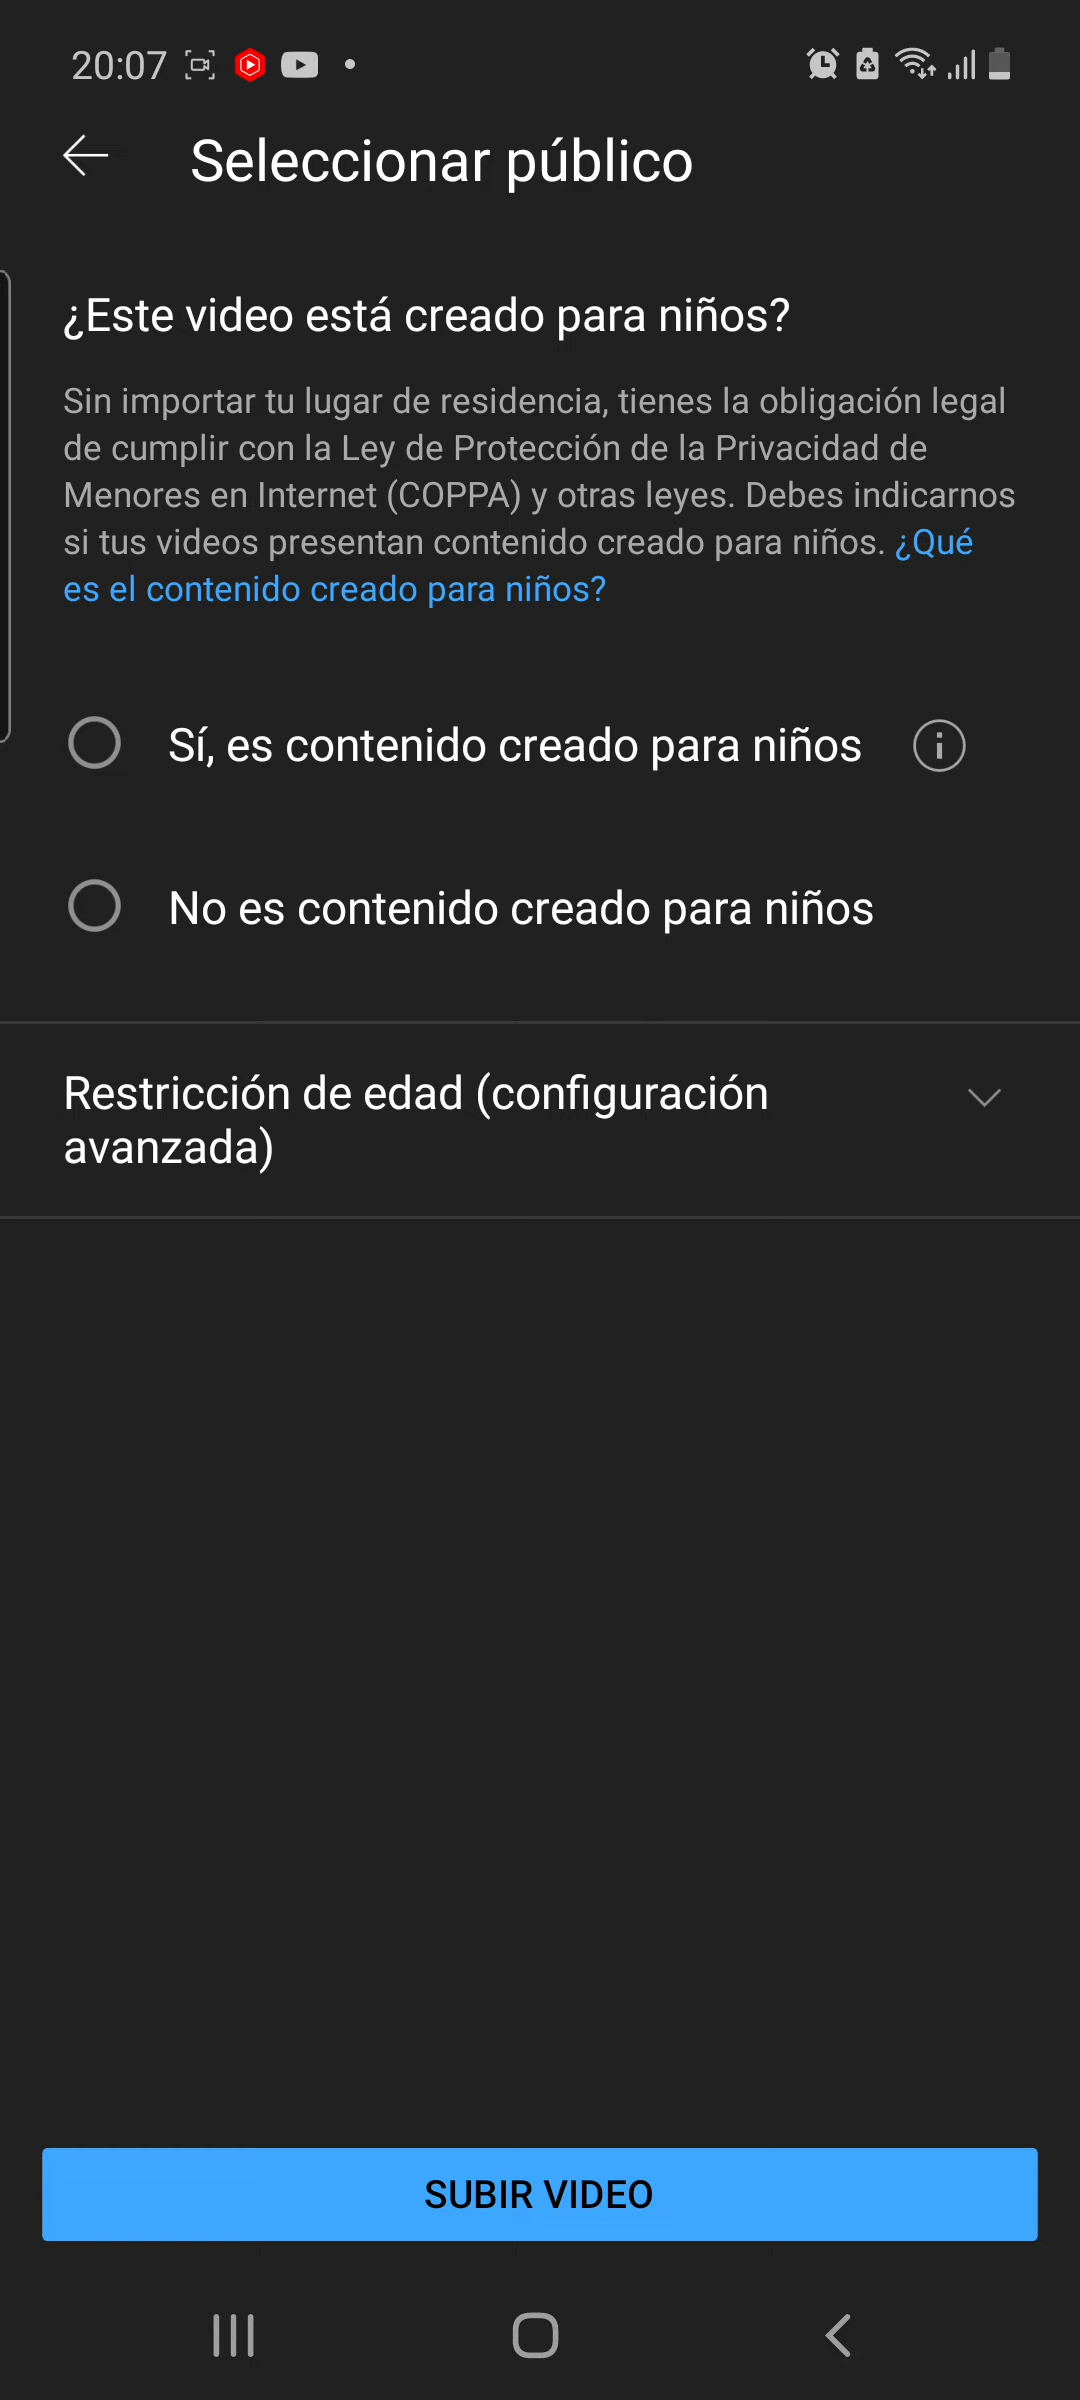 20:07
Seleccionar público
¿Este video está creado para niños?
Sin importar tu lugar de residencia, tienes la obligación legal
de cumplir con la Ley de Protección de la Privacidad de
Menores en Internet (COPPA) y otras leyes. Debes indicarnos
si tus videos presentan contenido creado para niños. ¿Qué
es el contenido creado para niños?
Sí, es contenido creado para niños
No es contenido creado para niños
Restricción de edad (configuración
avanzada)
SUBIR VIDEO